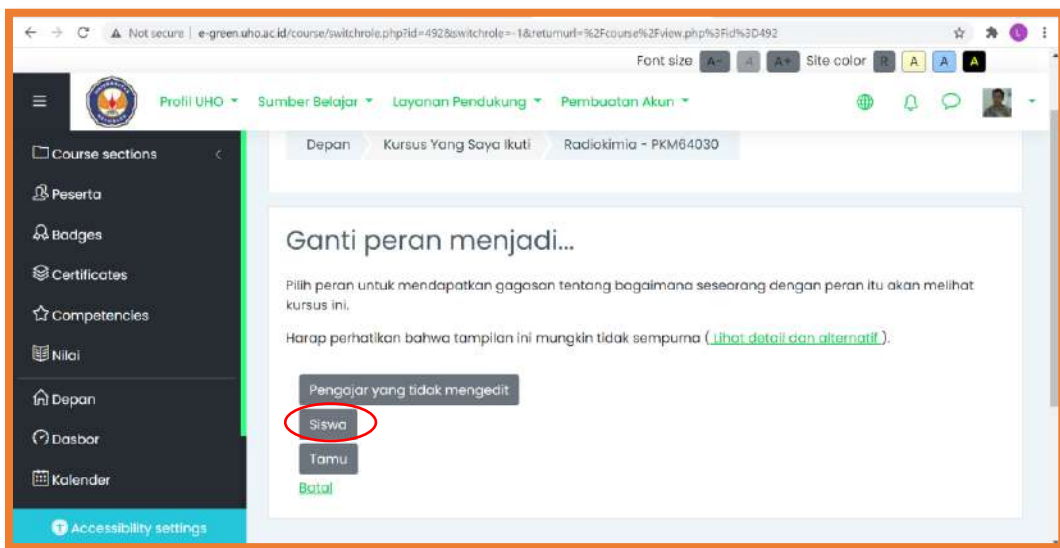 Not secure | e-green.uho.ac.id/course/switchrole.php?id=492&switchrole=-1&returnurl=%2Fcourse%2Fview.php%3Fid%3D492
L
Font size A- A A+ Site color R A A A
Profil UHO Sumber Belajar Layanan Pendukung Pembuatan Akun
Course sections
Peserta
Badges
Certificates
Competencies
Nilai
Depan
Dasbor
Kalender
Accessibility settings
Depan Kursus Yang Saya Ikuti Radiokimia - PKM64030
Ganti peran menjadi...
Pilih peran untuk mendapatkan gagasan tentang bagaimana seseorang dengan peran itu akan melihat
kursus ini.
Harap perhatikan bahwa tampilan ini mungkin tidak sempurna ( Lihat detail dan alternatif ).
Pengajar yang tidak mengedit
Siswa
Tamu
Batal